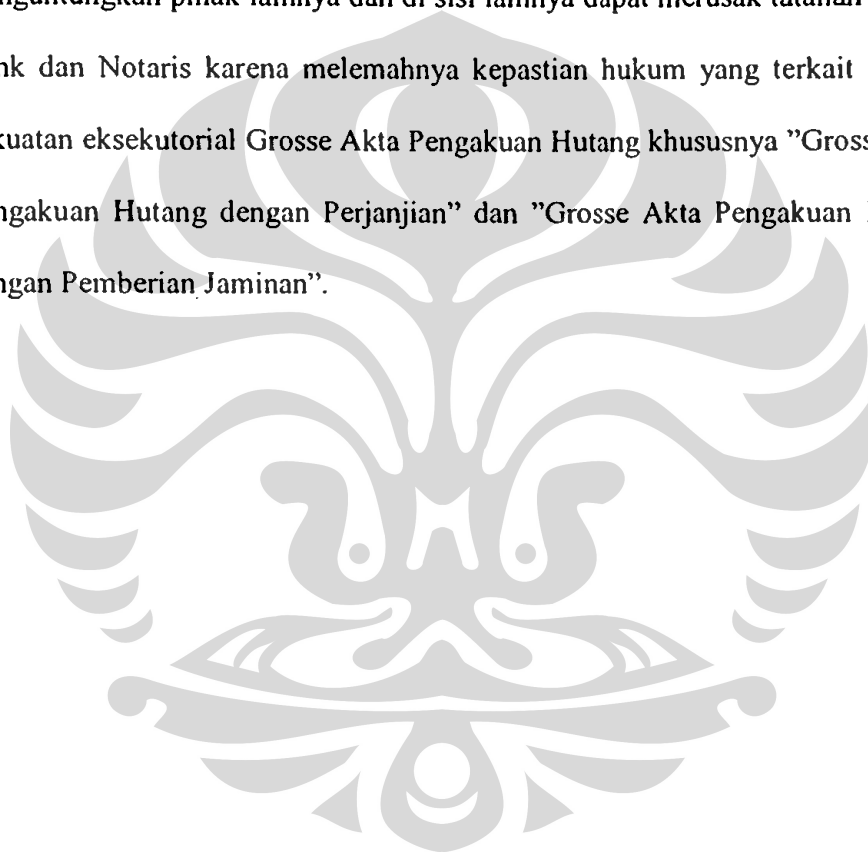 nguntungkan pihak lainnya dan di sisi lainnya dapat merusak tatanan
nk dan Notaris karena melemahnya kepastian hukum yang terkait
kuatan eksekutorial Grosse Akta Pengakuan Hutang khususnya ”Gross
ngakuan Hutang dengan Perjanjian” dan ”Grosse Akta Pengakuan
ngan Pemberian Jaminan”.